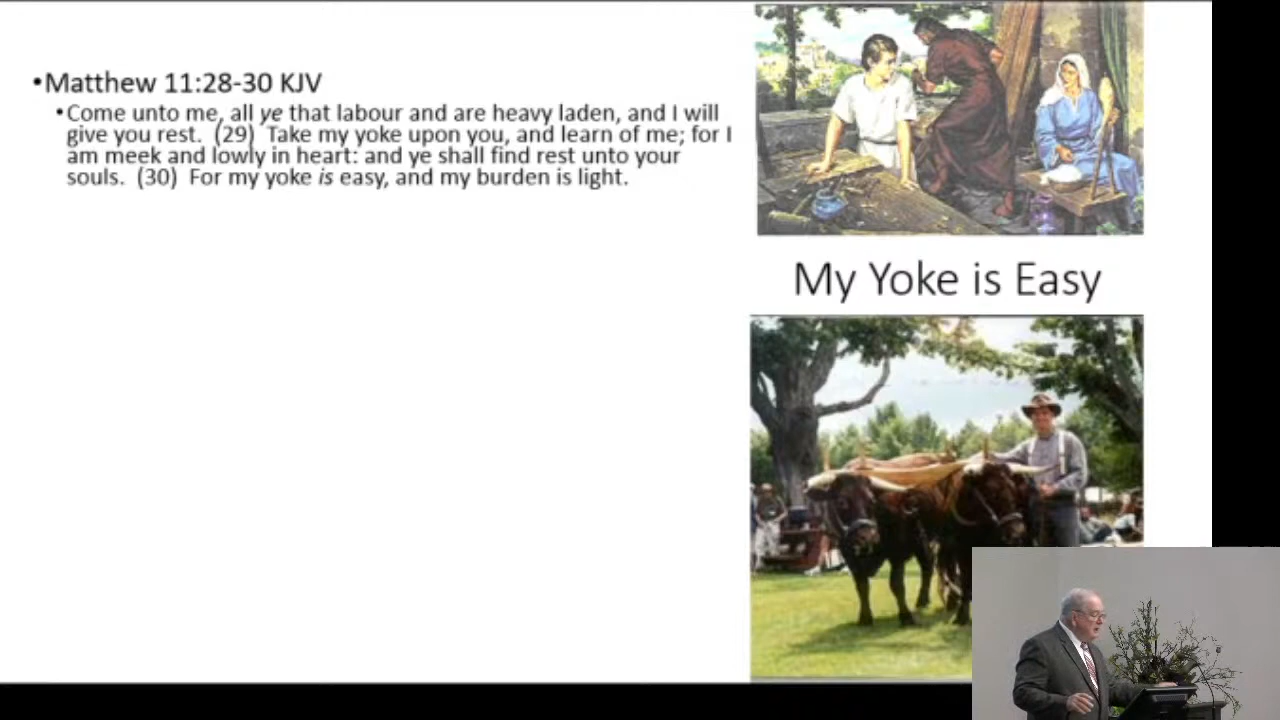 •Matthew 11:28-30 KJV
•Come unto me, all ye that labour and are heavy laden, and I will
give you rest.  (29)  Take my yoke upon you, and learn of me; for I
am meek and lowly in heart: and ye shall find rest unto your
souls.  (30)  For my yoke is easy, and my burden is light.
My Yoke is Easy